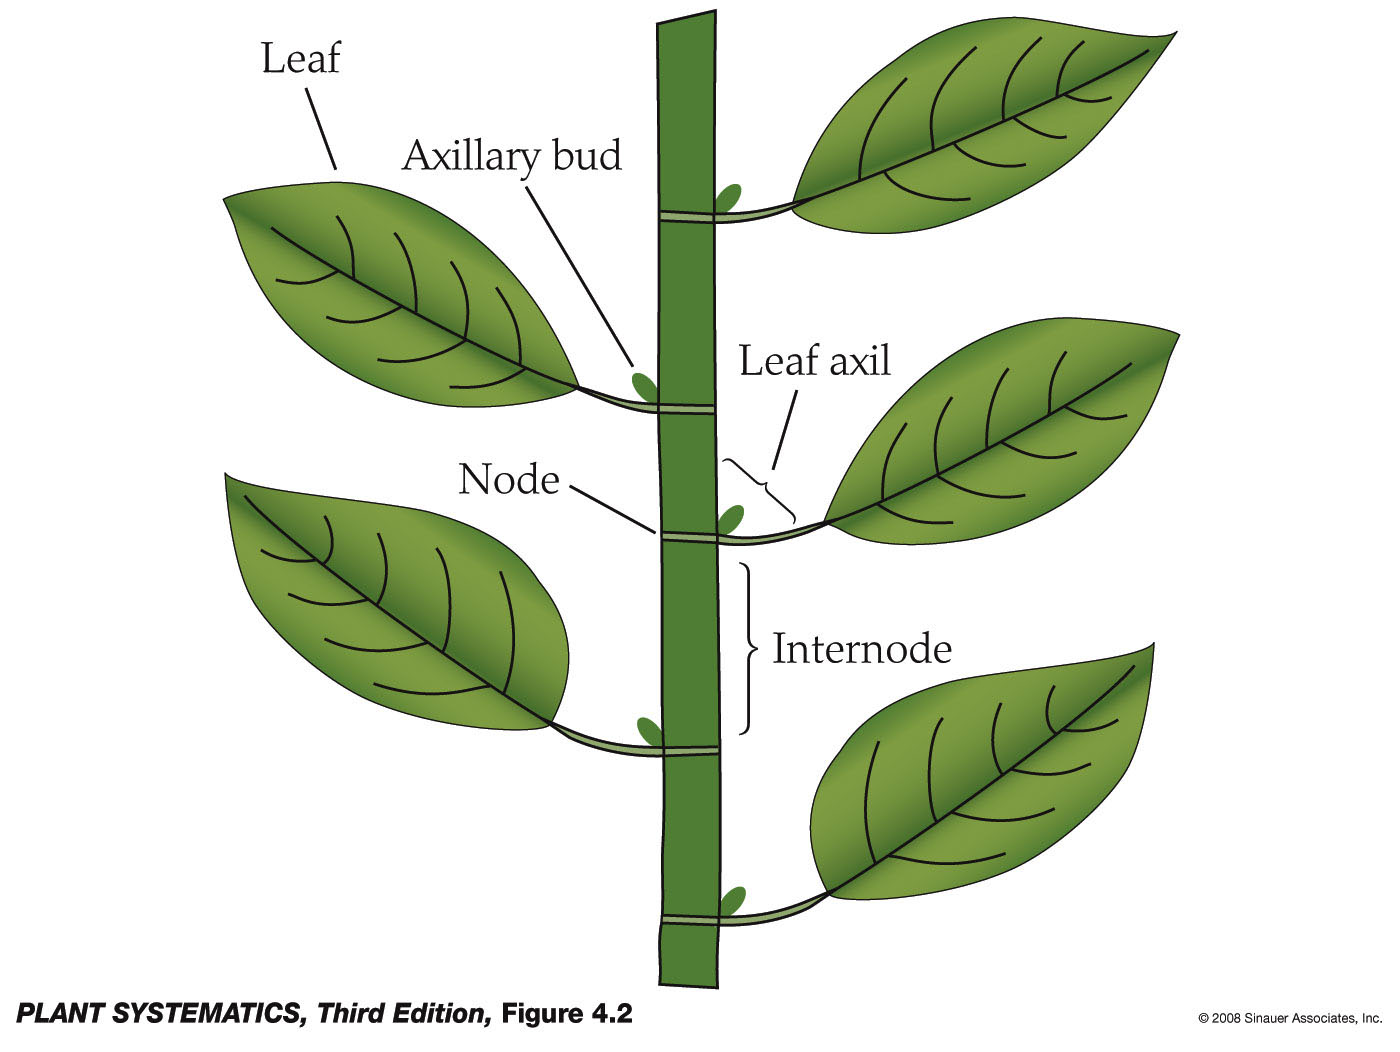 Leaf
Axillary bud
Leaf axil
Node
Internode
PLANT SYSTEMATICS, Third Edition, Figure 4.2
© 2008 Sinauer Associates, Inc.